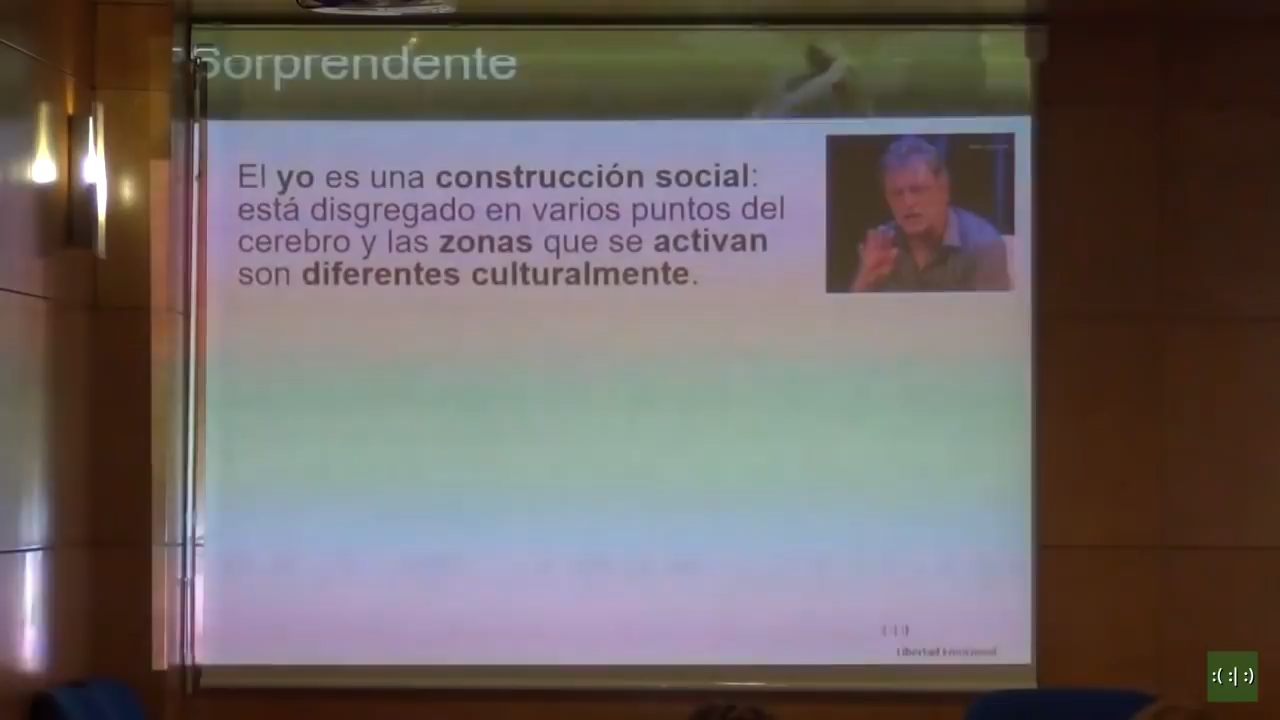 Sorprendente
El yo es una construcción social:
está disgregado en varios puntos del
cerebro y las zonas que se activan
son diferentes culturalmente.
:( :| :)
Libertad Emocional
:( :| :)